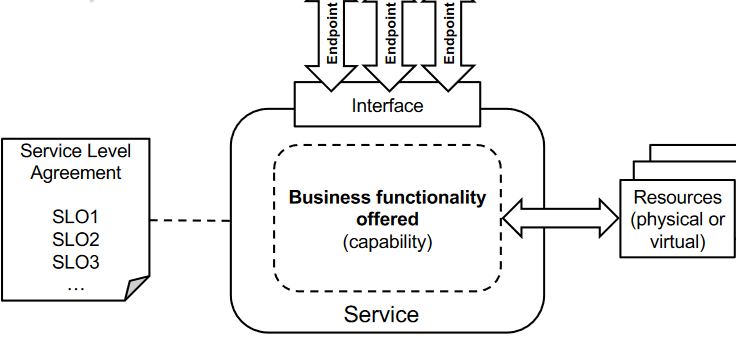 Endpoint
Endpoint
Endpoint
Interface
Service Level
Agreement
SLO1
SLO2
SLO3
...
Business functionality
offered
(capability)
Resources
(physical or
virtual)
Service